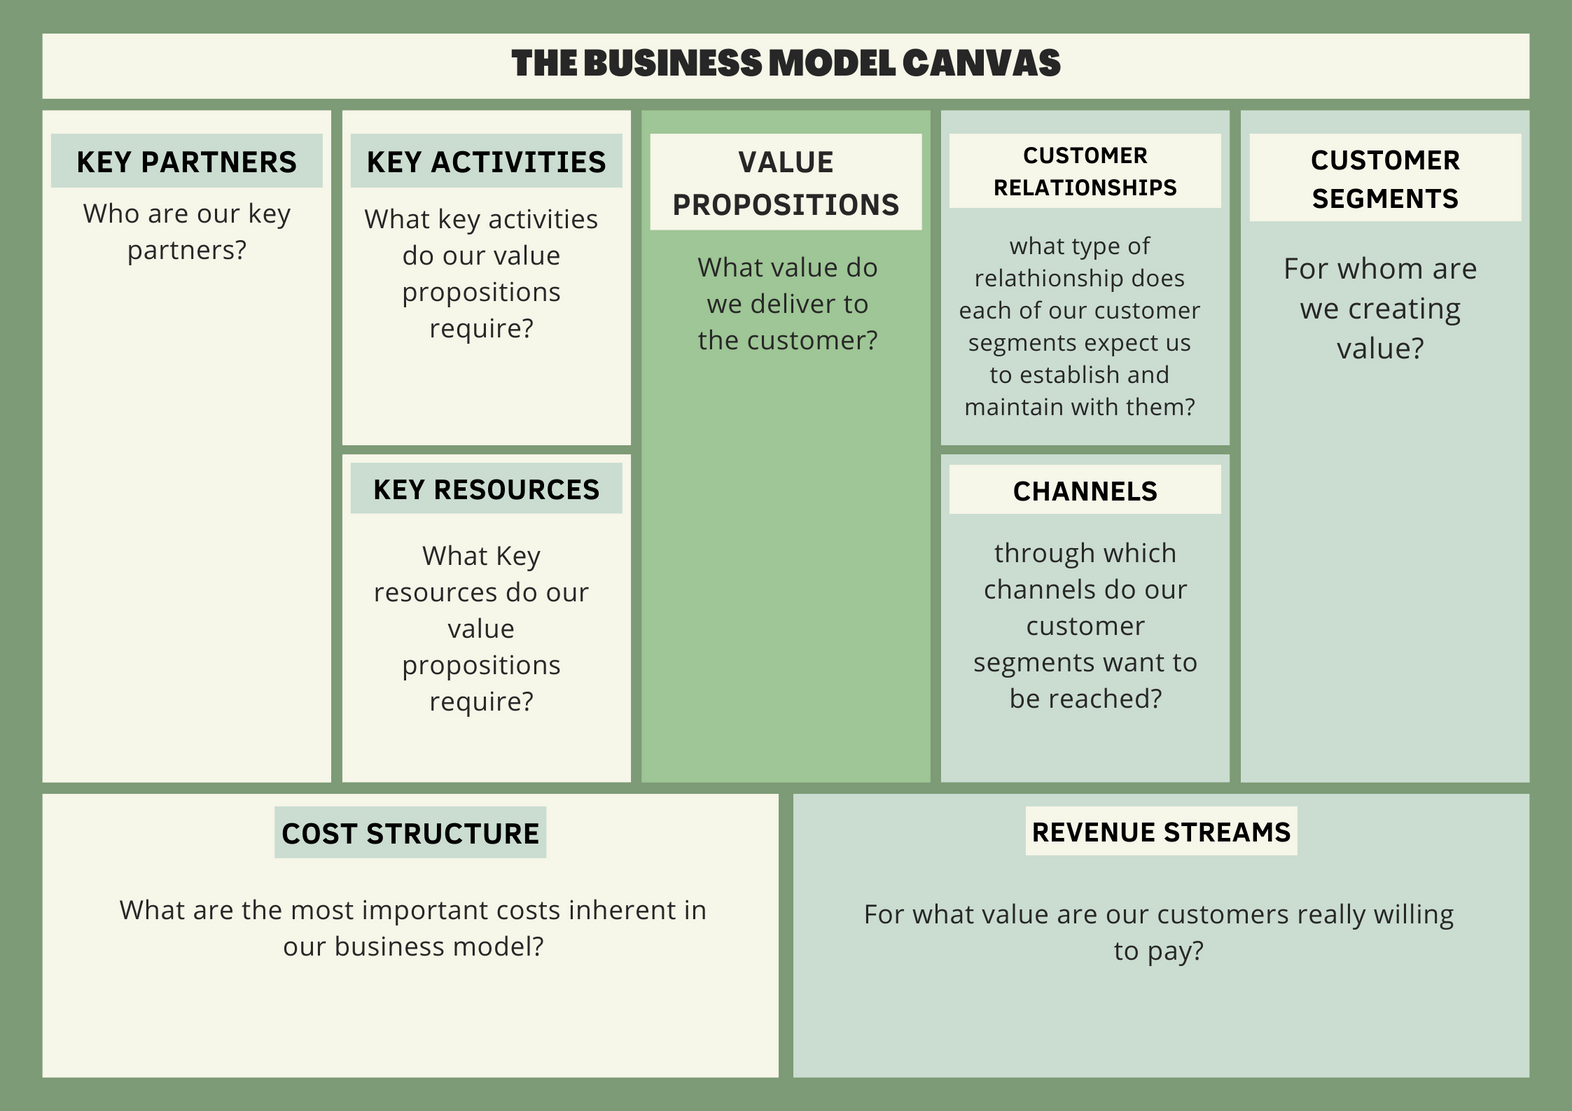 THE BUSINESS MODEL CANVAS
KEY PARTNERS
Who are our key
partners?
KEY ACTIVITIES
What key activities
do our value
propositions
require?
KEY RESOURCES
What Key
resources do our
value
propositions
require?
VALUE
PROPOSITIONS
What value do
we deliver to
the customer?
CUSTOMER
RELATIONSHIPS
what type of
relathionship does
each of our customer
segments expect us
to establish and
maintain with them?
CHANNELS
through which
channels do our
customer
segments want to
be reached?
CUSTOMER
SEGMENTS
For whom are
we creating
value?
COST STRUCTURE
What are the most important costs inherent in
our business model?
REVENUE STREAMS
For what value are our customers really willing
to pay?